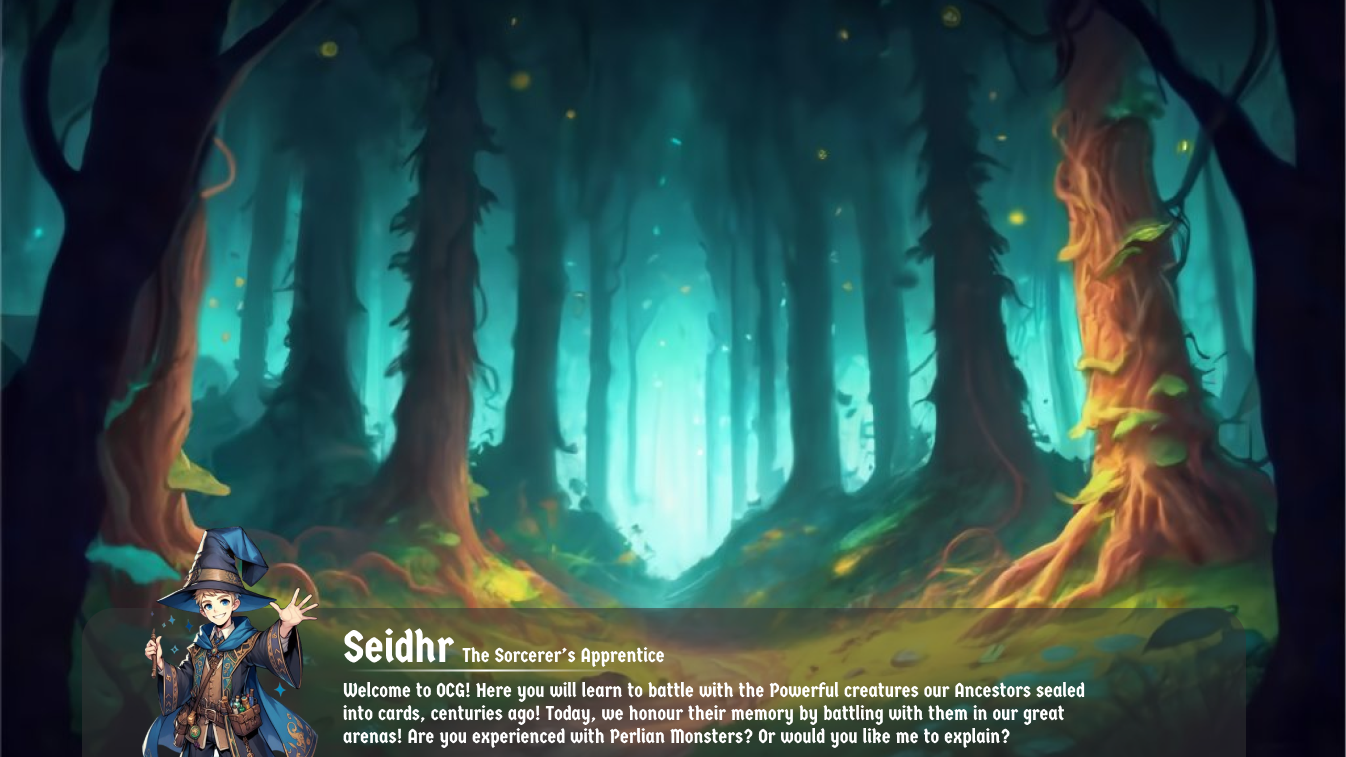 Seidhr The Sorcerer's Apprentice
Welcome to OCG! Here you will learn to battle with the Powerful creatures our Ancestors sealed
into cards, centuries ago! Today, we honour their memory by battling with them in our great
arenas! Are you experienced with Perlian Monsters? Or would you like me to explain?